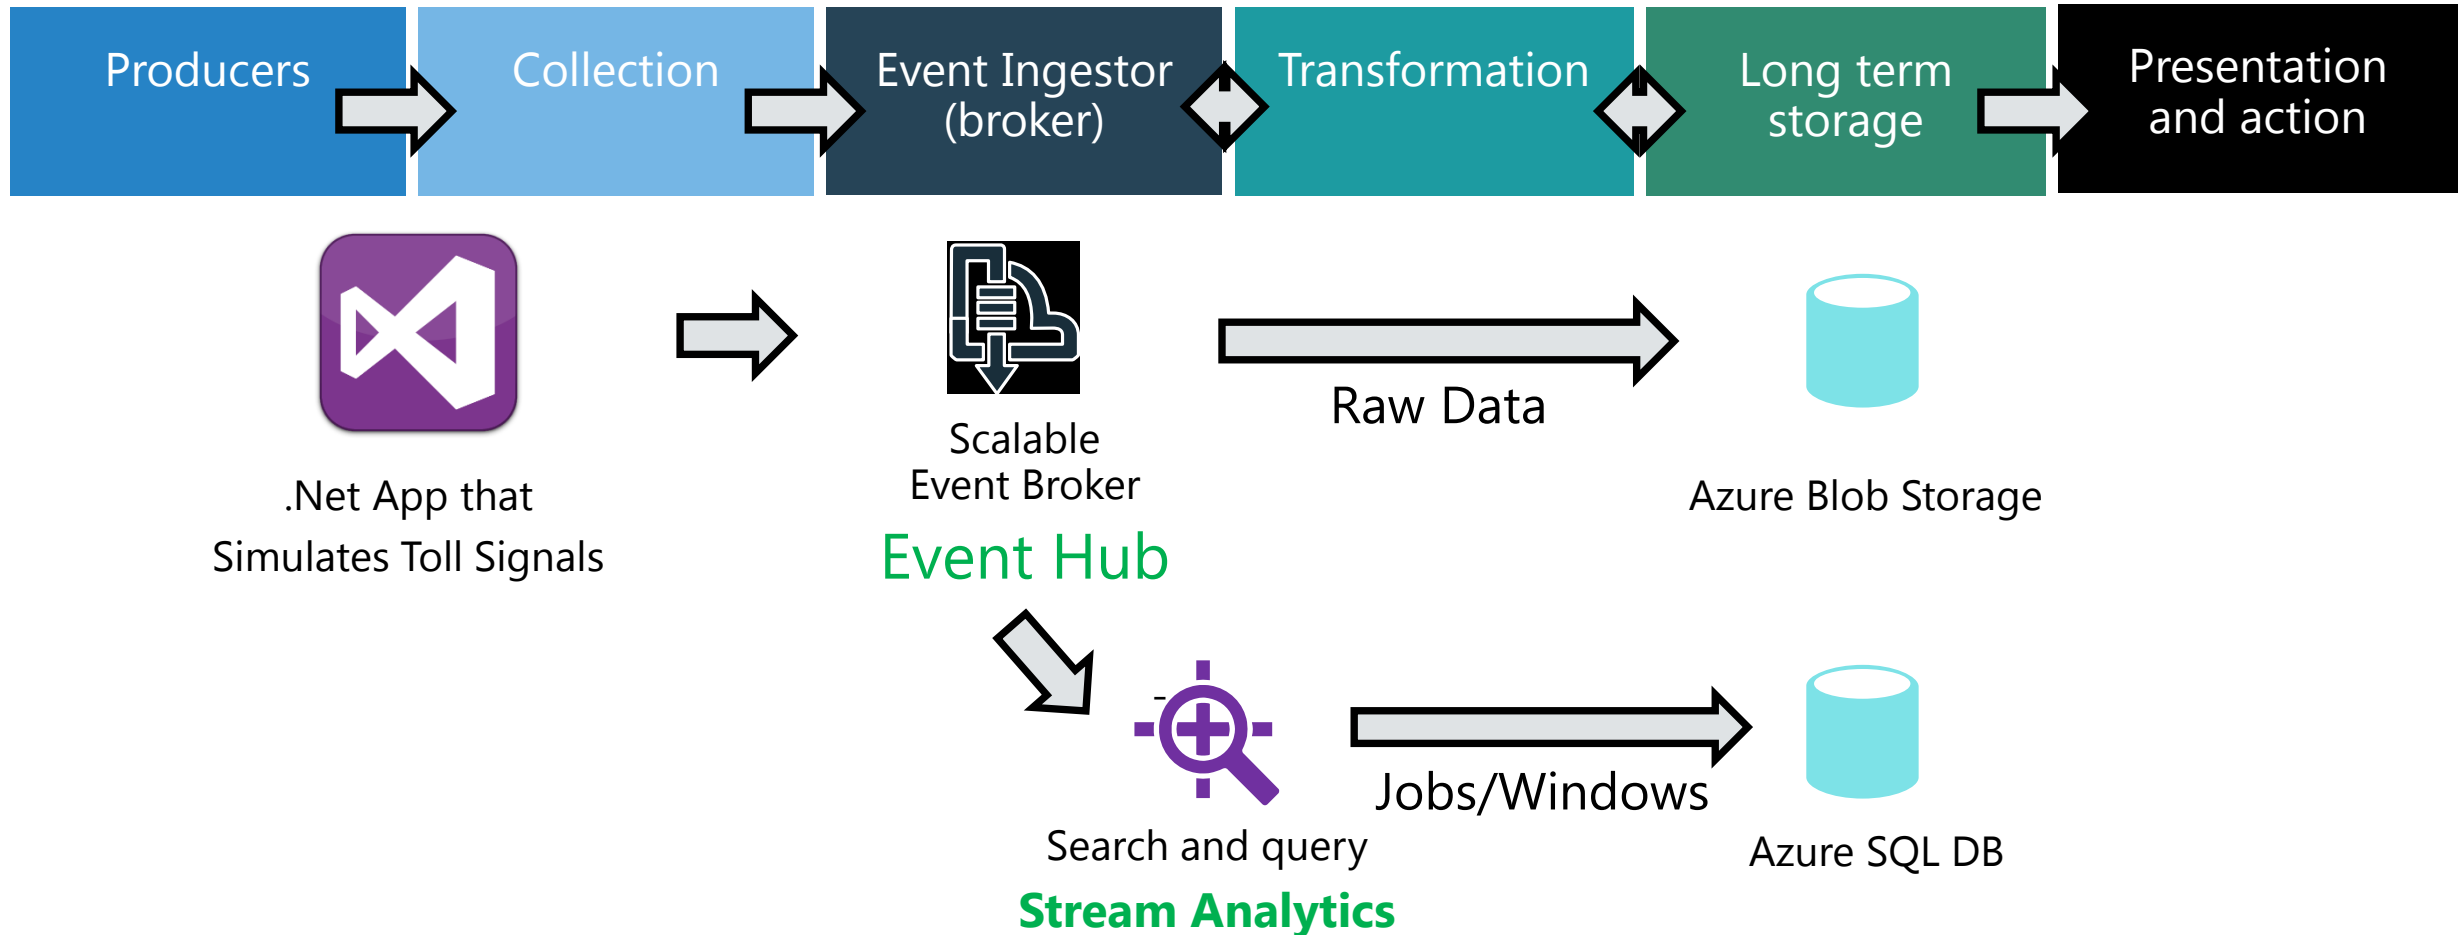 Producers
Collection
Event Ingestor
(broker)
Transformation
Long term
storage
Presentation
and action
.Net App that
Simulates Toll Signals
Scalable
Event Broker
Event Hub
Raw Data
Azure Blob Storage
-
Search and query
Stream Analytics
Jobs/Windows
Azure SQL DB